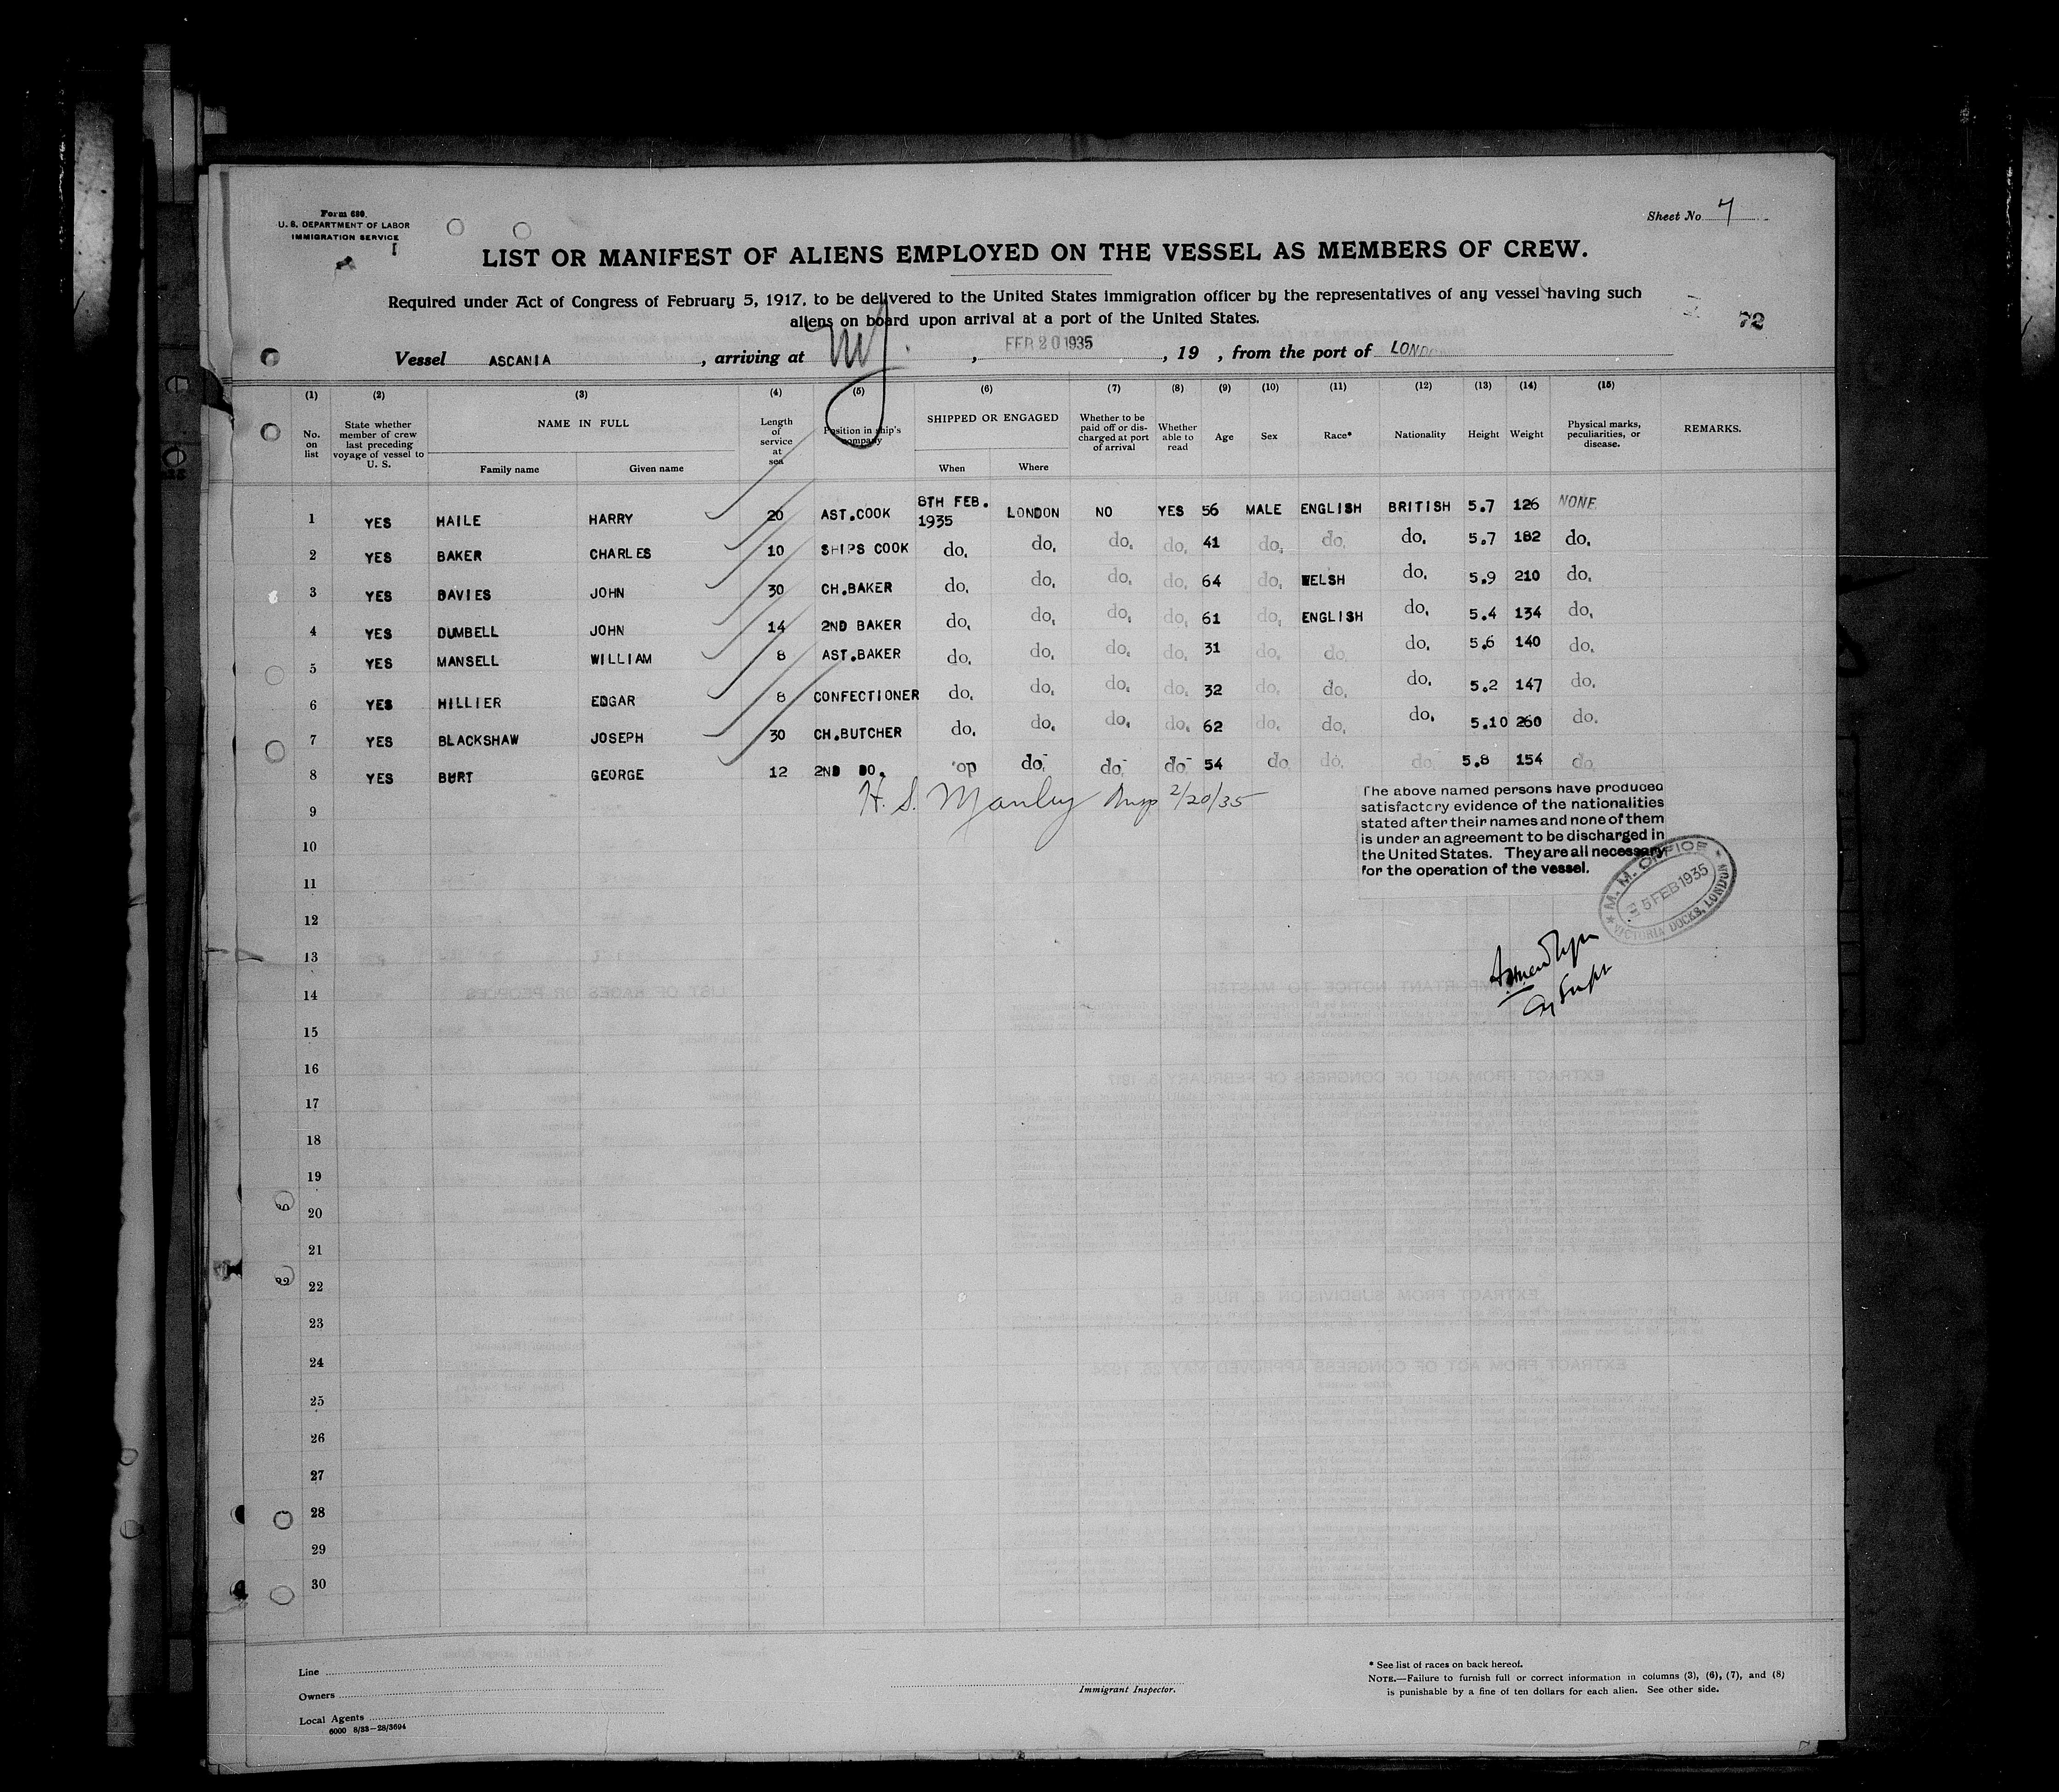 Form 680.
U. S. DEPARTMENT OF LABOR
IMMIGRATION SERVICE
Sheet No. 7
LIST OR MANIFEST OF ALIENS EMPLOYED ON THE VESSEL AS MEMBERS OF CREW.
Required under Act of Congress of February 5, 1917, to be delivered to the United States immigration officer by the representatives of any vessel having such
aliens on board upon arrival at a port of the United States.
72
Vessel ASCANIA, arriving at NY., FEB 20 1935, 19 , from the port of LONDON
(1) (2) (3) (4) (5) (6) (7) (8) (9) (10) (11) (12) (13) (14) (15)
No. on list State whether member of crew last preceding voyage of vessel to U. S. NAME IN FULL Family name Given name Length of service at sea Position in ship's company SHIPPED OR ENGAGED When Where Whether to be paid off or discharged at port of arrival Whether able to read Age Sex Race* Nationality Height Weight Physical marks, peculiarities, or disease. REMARKS.
1 YES HAILE HARRY 20 AST.COOK 8TH FEB. 1935 LONDON NO YES 56 MALE ENGLISH BRITISH 5.7 126 NONE
2 YES BAKER CHARLES 10 SHIPS COOK do. do. do. do. 41 do. do. do. 5.7 182 do.
3 YES DAVIES JOHN 30 CH.BAKER do. do. do. do. 64 do. WELSH do. 5.9 210 do.
4 YES DUMBELL JOHN 14 2ND BAKER do. do. do. do. 61 do. ENGLISH do. 5.4 134 do.
5 YES MANSELL WILLIAM 8 AST.BAKER do. do. do. do. 31 do. do. do. 5.6 140 do.
6 YES HILLIER EDGAR 8 CONFECTIONER do. do. do. do. 32 do. do. do. 5.2 147 do.
7 YES BLACKSHAW JOSEPH 30 CH.BUTCHER do. do. do. do. 62 do. do. do. 5.10 260 do.
8 YES BURT GEORGE 12 2ND DO. do. do. do. do. 54 do. do. do. 5.8 154 do.
H. S. Manley Insp 2/20/35
The above named persons have produced
satisfactory evidence of the nationalities
stated after their names and none of them
is under an agreement to be discharged in
the United States. They are all necessary
for the operation of the vessel.
M. M. OFFICE
5 FEB 1935
VICTORIA DOCKS, LONDON
9
10
11
12
13
14
15
16
17
18
19
20
21
22
23
24
25
26
27
28
29
30
Line
Owners
Local Agents
6000 8/33—28/3694
Immigrant Inspector.
* See list of races on back hereof.
NOTE.—Failure to furnish full or correct information in columns (3), (6), (7), and (8)
is punishable by a fine of ten dollars for each alien. See other side.